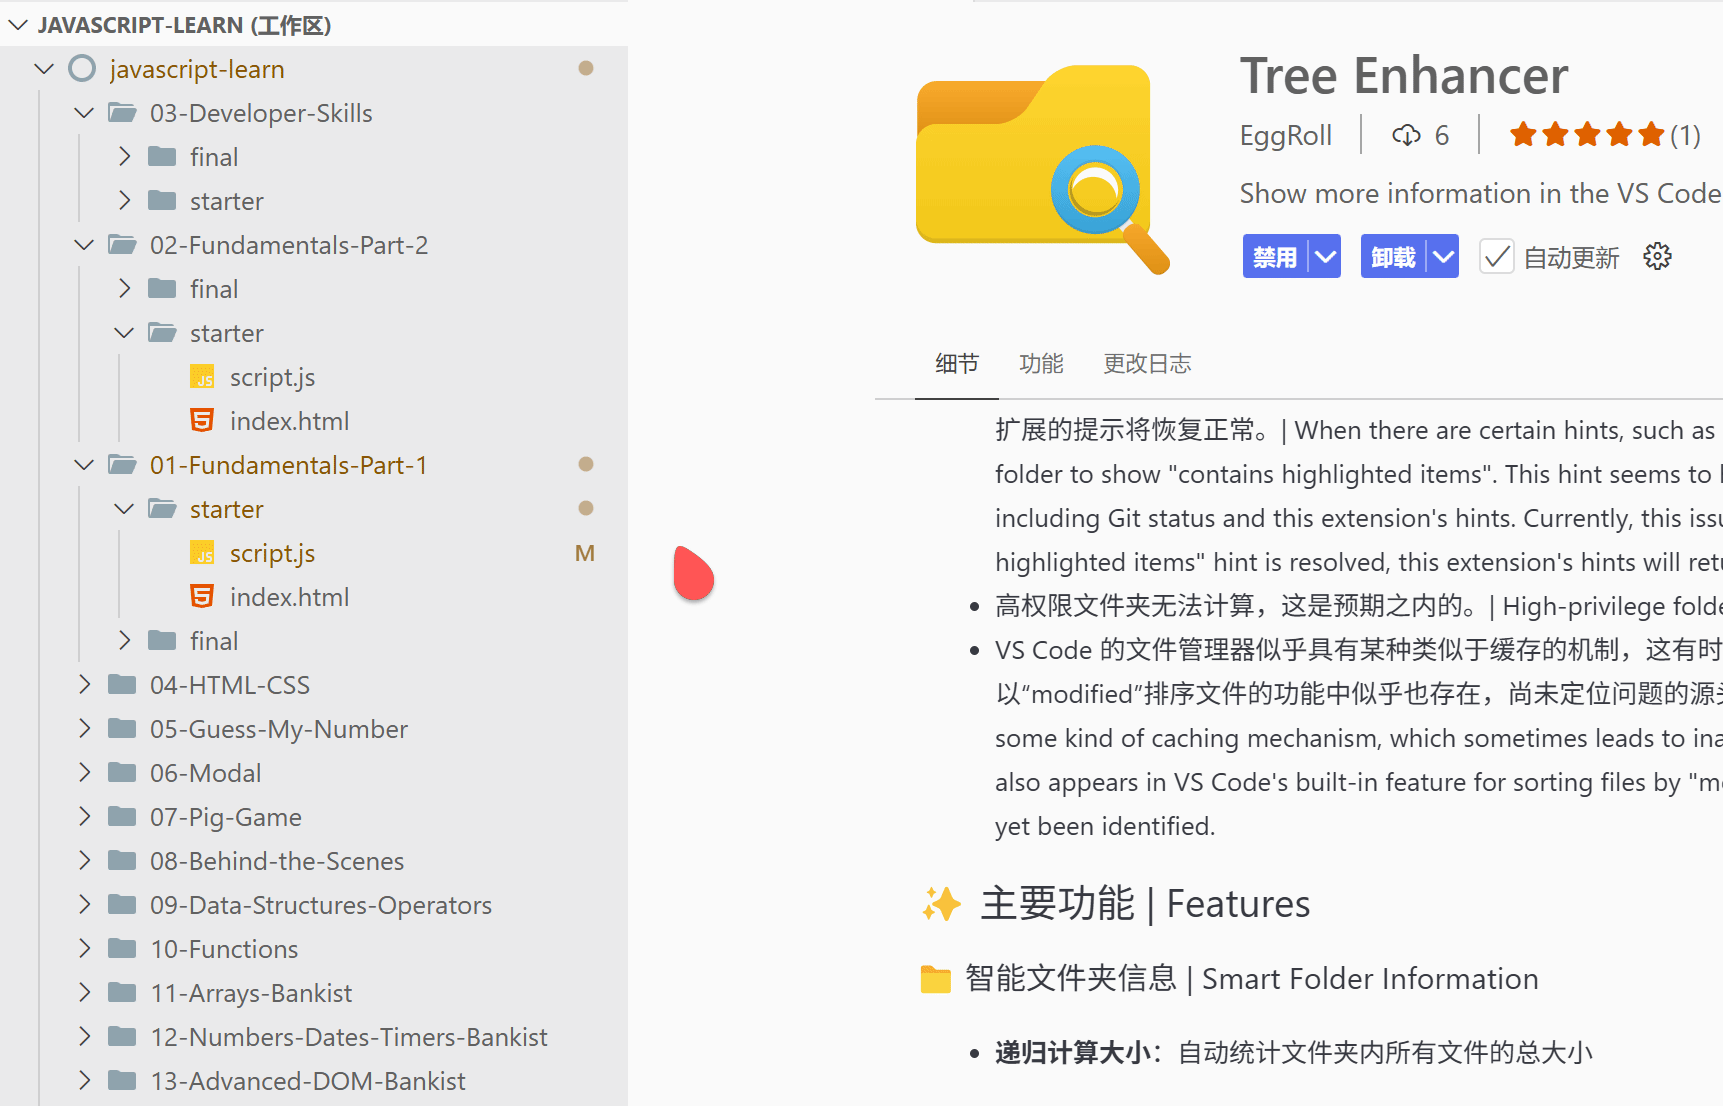 JAVASCRIPT-LEARN (工作区)
javascript-learn
03-Developer-Skills
final
starter
02-Fundamentals-Part-2
final
starter
script.js
index.html
01-Fundamentals-Part-1
starter
script.js M
index.html
final
04-HTML-CSS
05-Guess-My-Number
06-Modal
07-Pig-Game
08-Behind-the-Scenes
09-Data-Structures-Operators
10-Functions
11-Arrays-Bankist
12-Numbers-Dates-Timers-Bankist
13-Advanced-DOM-Bankist
Tree Enhancer
EggRoll 6 (1)
Show more information in the VS Code
禁用 卸载 自动更新
细节 功能 更改日志
扩展的提示将恢复正常。| When there are certain hints, such as
folder to show "contains highlighted items". This hint seems to
including Git status and this extension's hints. Currently, this
highlighted items" hint is resolved, this extension's hints will
高权限文件夹无法计算，这是预期之内的。| High-privilege
VS Code 的文件管理器似乎具有某种类似于缓存的机制，这有时
以“modified”排序文件的功能中似乎也存在，尚未定位问题的源
some kind of caching mechanism, which sometimes leads to
also appears in VS Code's built-in feature for sorting files by
yet been identified.
主要功能 | Features
智能文件夹信息 | Smart Folder Information
递归计算大小：自动统计文件夹内所有文件的总大小